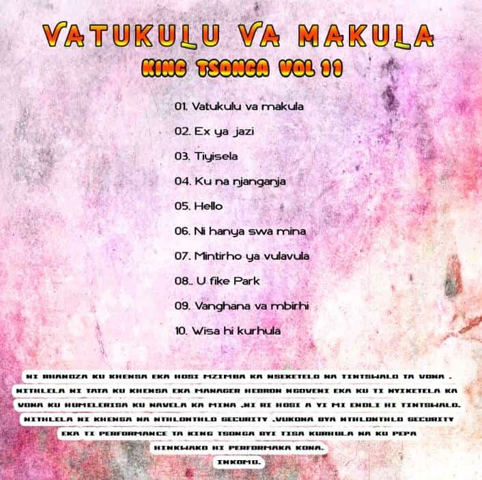 VATUKULU VA MAKULA
KING TSONGA VOL 11
01. Vatukulu va makula
02. Ex ya jazi
03. Tiyisela
04. Ku na njanganja
05. Hello
06. Ni hanya swa mina
07. Mintirho ya vulavula
08.. U fike Park
09. Vanghana va mbirhi
10. Wisa hi kurhula
NI RHANDZA KU KHENSA EKA HOSI MZIMBA KA NSEKETELO NA TINTSWALO TA VONA .
NITHLELA NI TATA KU KHENSA EKA MANAGER HEBRON NGOVENI EKA KU TI NYIKETELA KA
VONA KU HUMELERISA KU NAVELA KA MINA ,NI RI HOSI A YI MI ENGLI HI TINTSWALO.
NITHLELA NI KHENSA NA NTHLONTHLO SECURITY ,VUKONA BYA NTHLONTHLO SECURITY
EKA TI PERFORMANCE TA KING TSONGA BYI TISA KURHULA NA KU PEPA
HINKWAKO HI PERFORMAKA KONA.
INKOMU.